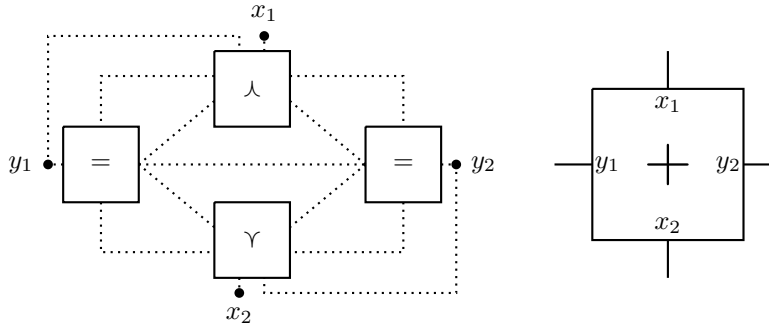 x₁
⋏
y₁ = = y₂
⋎
x₂
x₁
y₁ + y₂
x₂